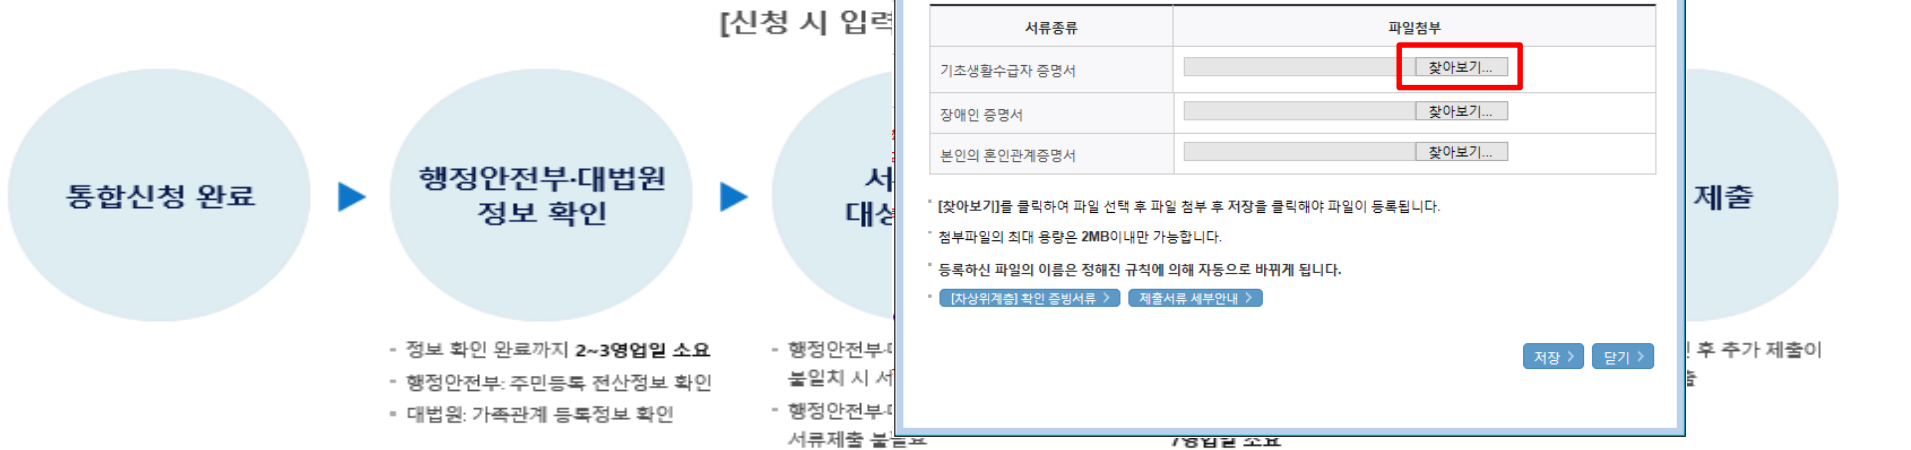 [신청 시 입력
통합신청 완료
행정안전부·대법원
정보 확인
- 정보 확인 완료까지 2~3영업일 소요
- 행정안전부: 주민등록 전산정보 확인
- 대법원: 가족관계 등록정보 확인
서
대상
- 행정안전부·
불일치 시 서
- 행정안전부·
서류제출 불필요
7영업일 소요
서류종류 파일첨부
기초생활수급자 증명서 찾아보기...
장애인 증명서 찾아보기...
본인의 혼인관계증명서 찾아보기...
[찾아보기]를 클릭하여 파일 선택 후 파일 첨부 후 저장을 클릭해야 파일이 등록됩니다.
첨부파일의 최대 용량은 2MB이내만 가능합니다.
등록하신 파일의 이름은 정해진 규칙에 의해 자동으로 바뀌게 됩니다.
[차상위계층] 확인 증빙서류 > 제출서류 세부안내 >
저장 > 닫기 >
제출
후 추가 제출이